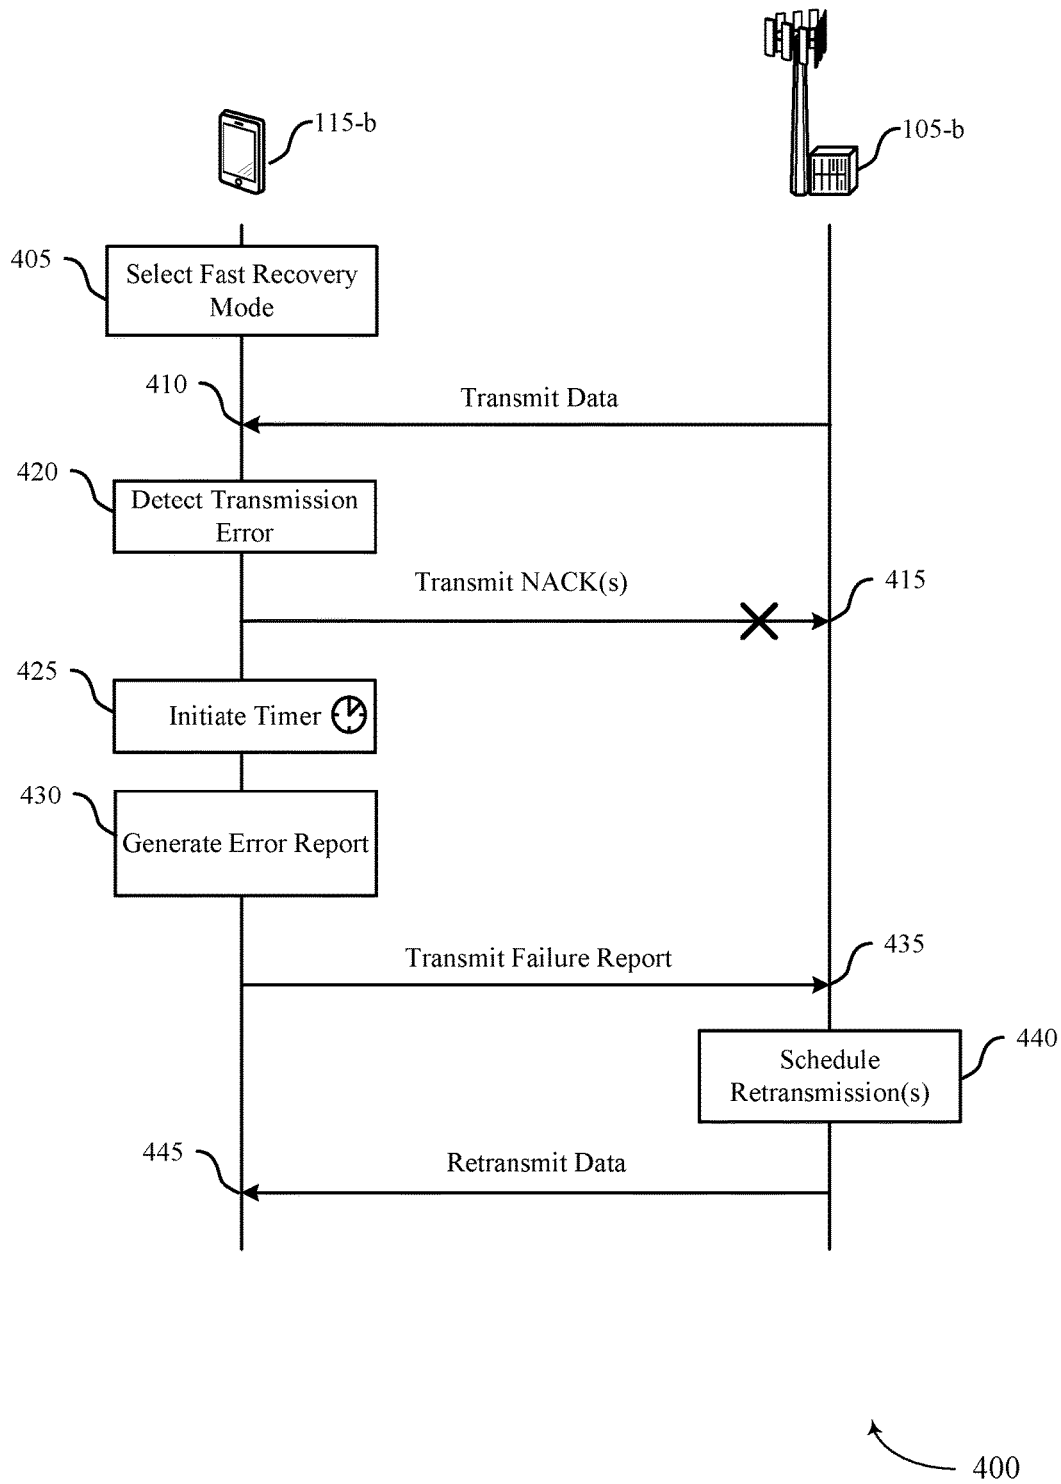 115-b
105-b
405
Select Fast Recovery
Mode
410
Transmit Data
420
Detect Transmission
Error
Transmit NACK(s)
415
425
Initiate Timer
430
Generate Error Report
Transmit Failure Report
435
Schedule
Retransmission(s)
440
445
Retransmit Data
400